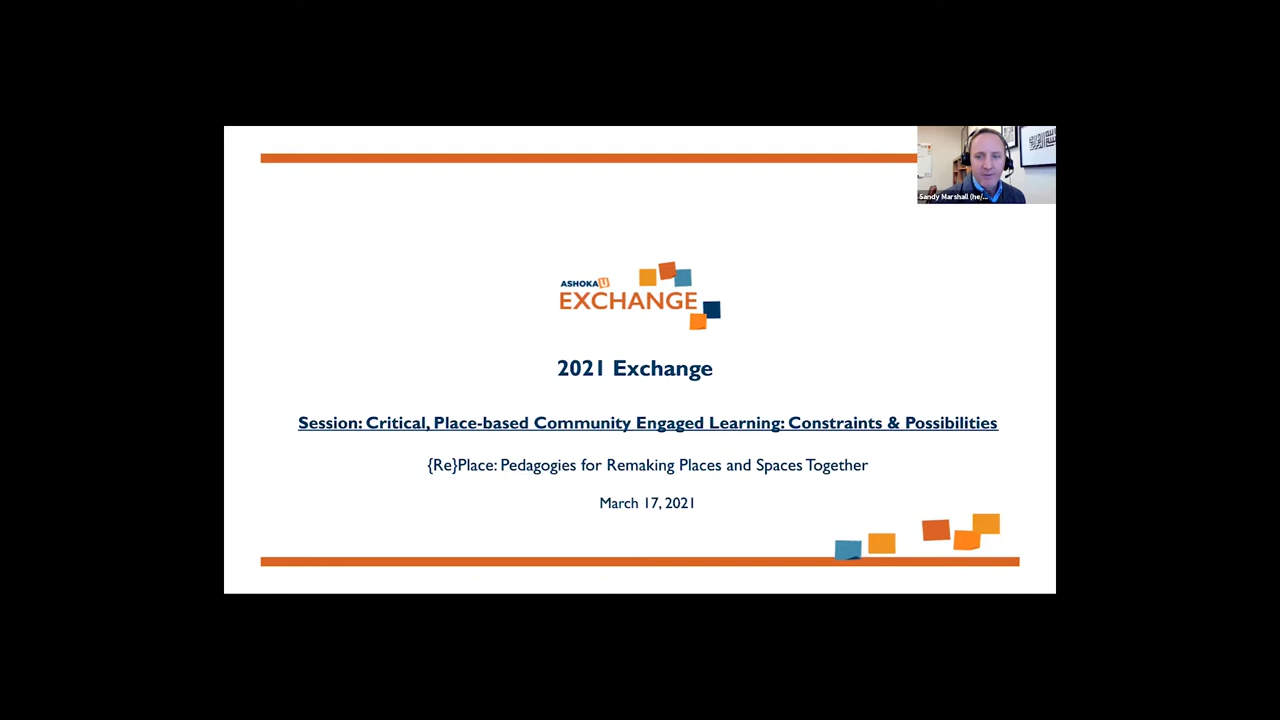 Sandy Marshall (he/...
ASHOKA U
EXCHANGE
2021 Exchange
Session: Critical, Place-based Community Engaged Learning: Constraints & Possibilities
{Re}Place: Pedagogies for Remaking Places and Spaces Together
March 17, 2021